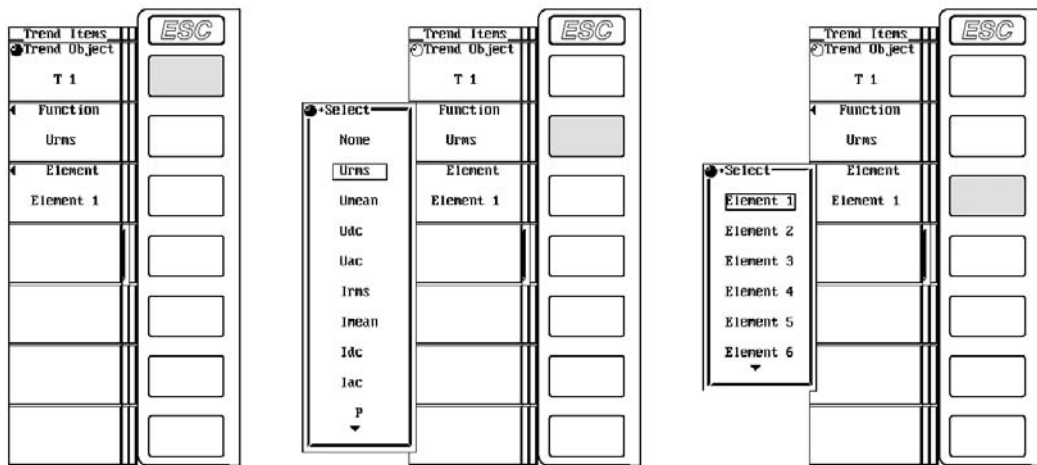 ESC
Trend Items
Trend Object
T 1
Function
Urms
Element
Element 1
ESC
Trend Items
Trend Object
T 1
Select
None
Urms
Umean
Udc
Uac
Irms
Imean
Idc
Iac
P
Function
Urms
Element
Element 1
ESC
Trend Items
Trend Object
T 1
Function
Urms
Element
Element 1
Select
Element 1
Element 2
Element 3
Element 4
Element 5
Element 6